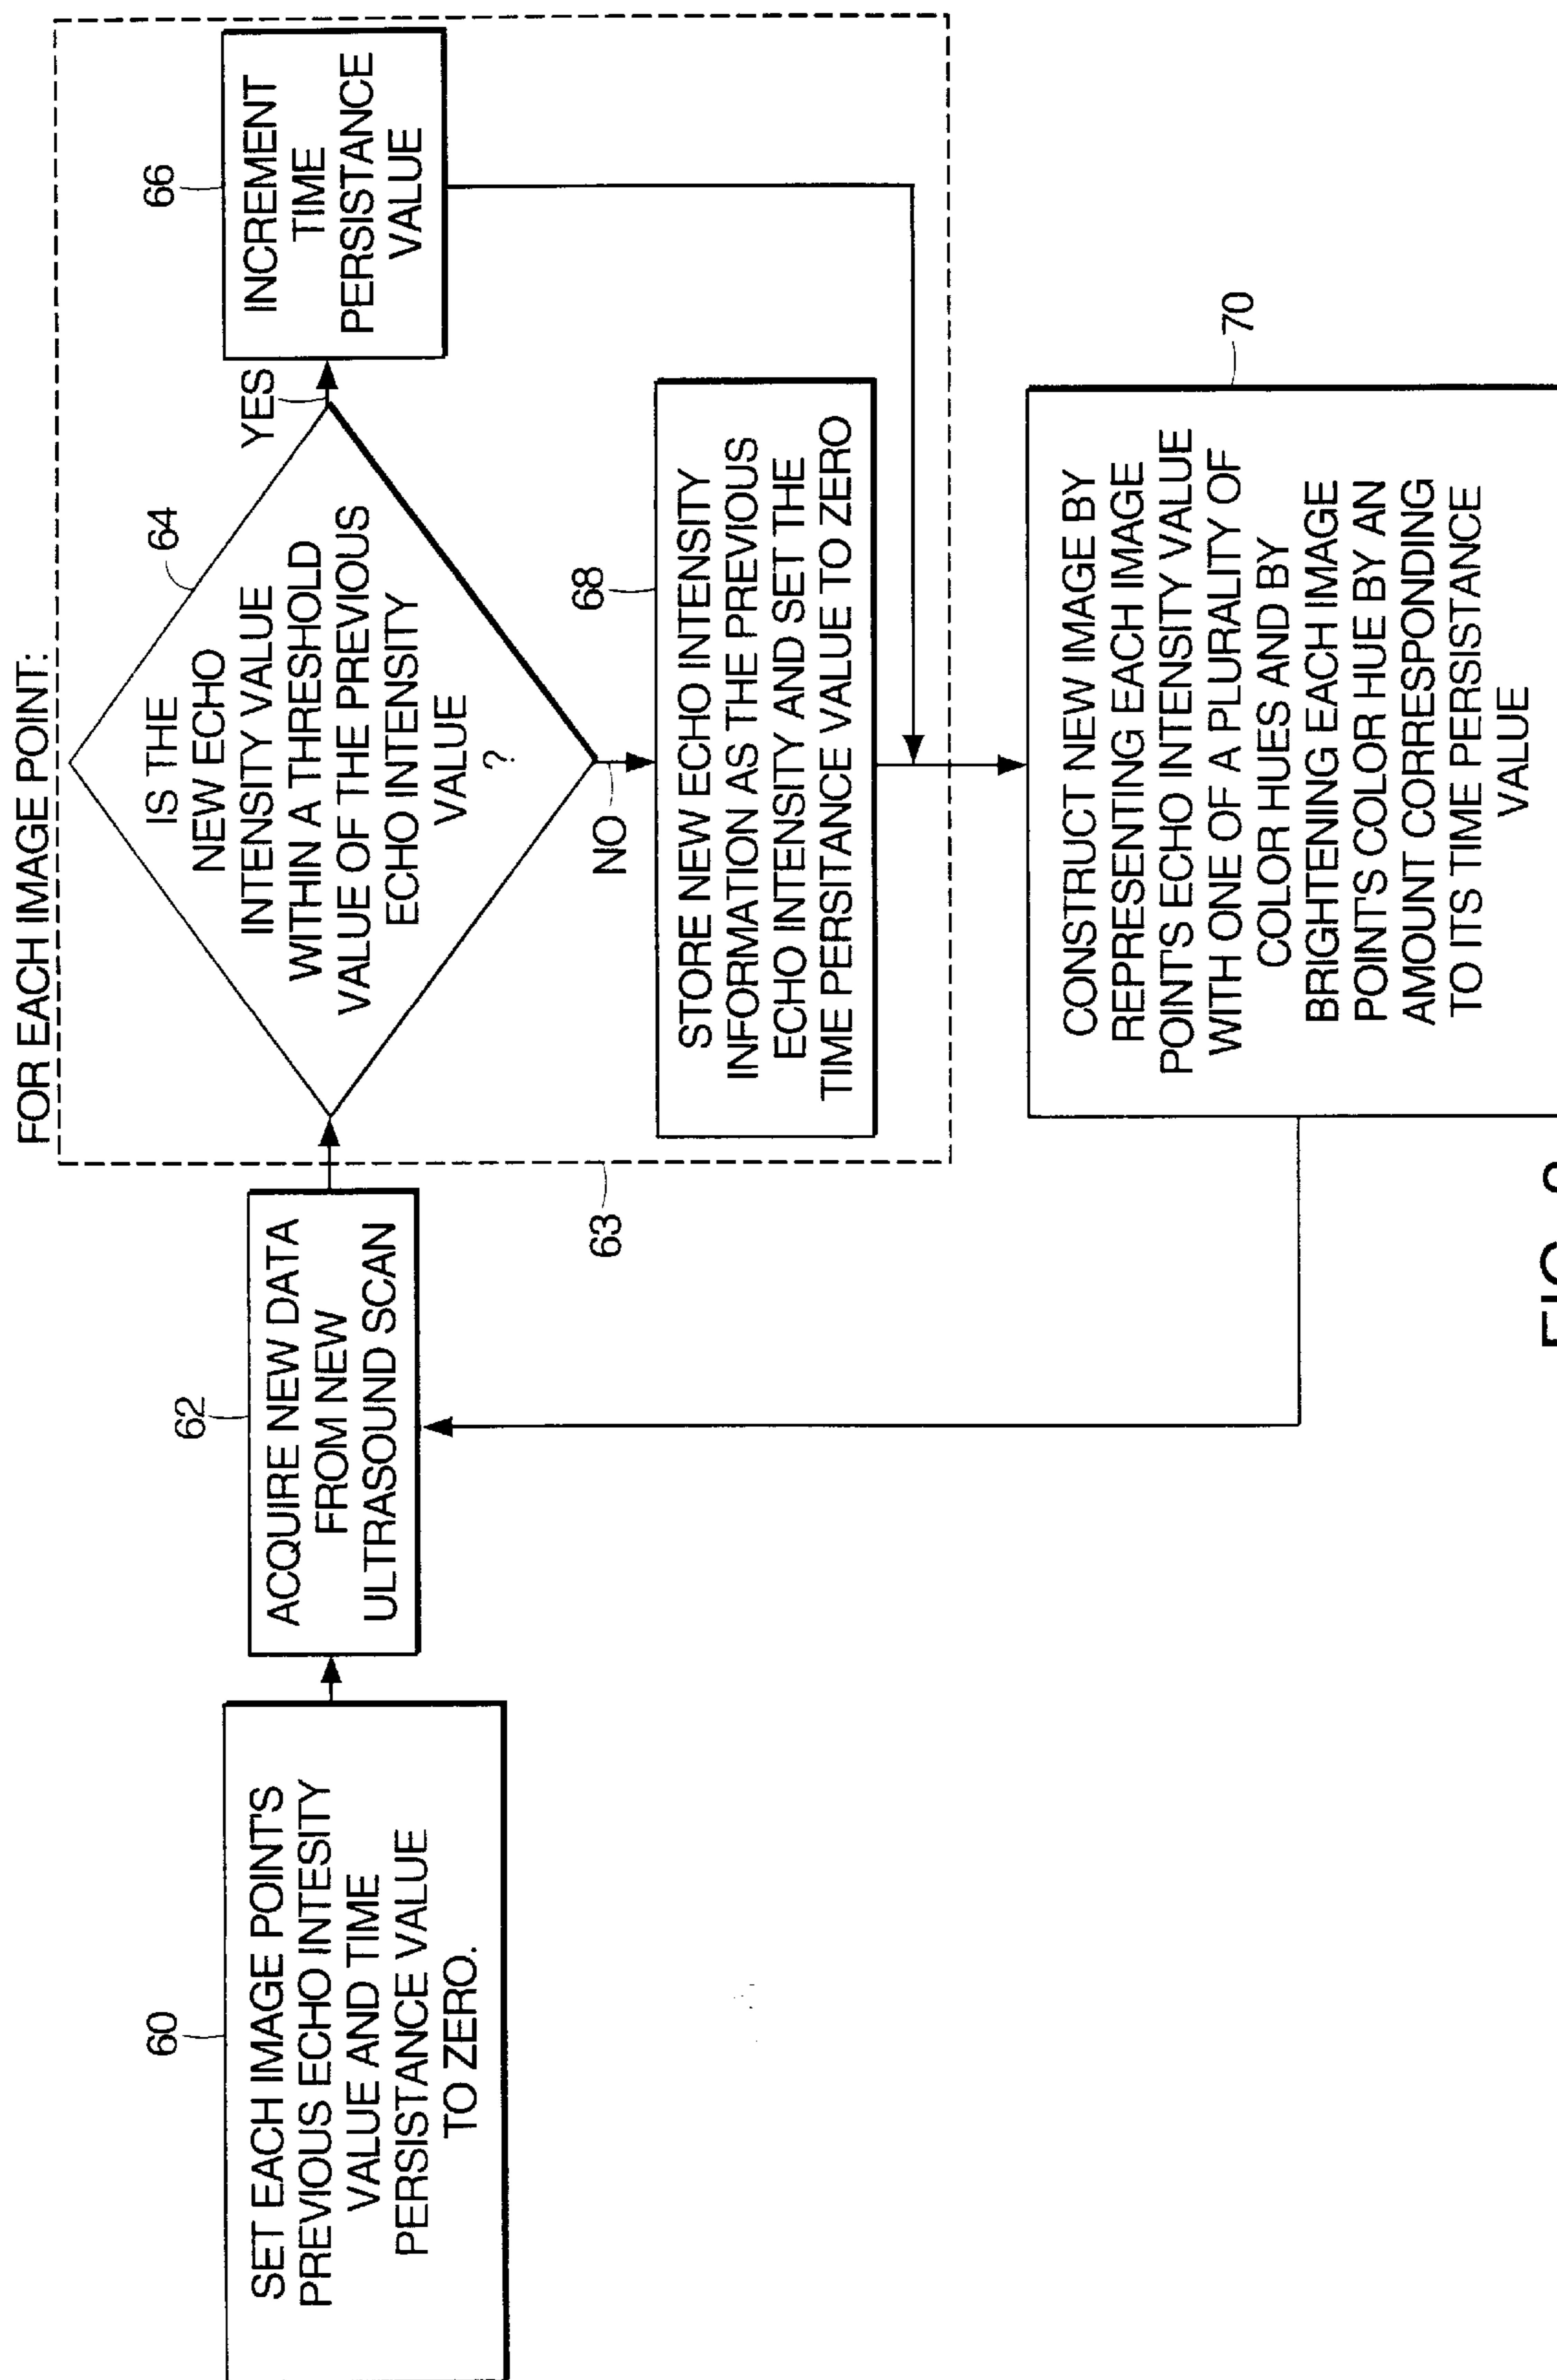 FOR EACH IMAGE POINT:
60
SET EACH IMAGE POINT'S
PREVIOUS ECHO INTESITY
VALUE AND TIME
PERSISTANCE VALUE
TO ZERO.
62
ACQUIRE NEW DATA
FROM NEW
ULTRASOUND SCAN
63
64
IS THE
NEW ECHO
INTENSITY VALUE
WITHIN A THRESHOLD
VALUE OF THE PREVIOUS
ECHO INTENSITY
VALUE
?
YES
NO
66
INCREMENT
TIME
PERSISTANCE
VALUE
68
STORE NEW ECHO INTENSITY
INFORMATION AS THE PREVIOUS
ECHO INTENSITY AND SET THE
TIME PERSITANCE VALUE TO ZERO
70
CONSTRUCT NEW IMAGE BY
REPRESENTING EACH IMAGE
POINT'S ECHO INTENSITY VALUE
WITH ONE OF A PLURALITY OF
COLOR HUES AND BY
BRIGHTENING EACH IMAGE
POINT'S COLOR HUE BY AN
AMOUNT CORRESPONDING
TO ITS TIME PERSISTANCE
VALUE
FIG.